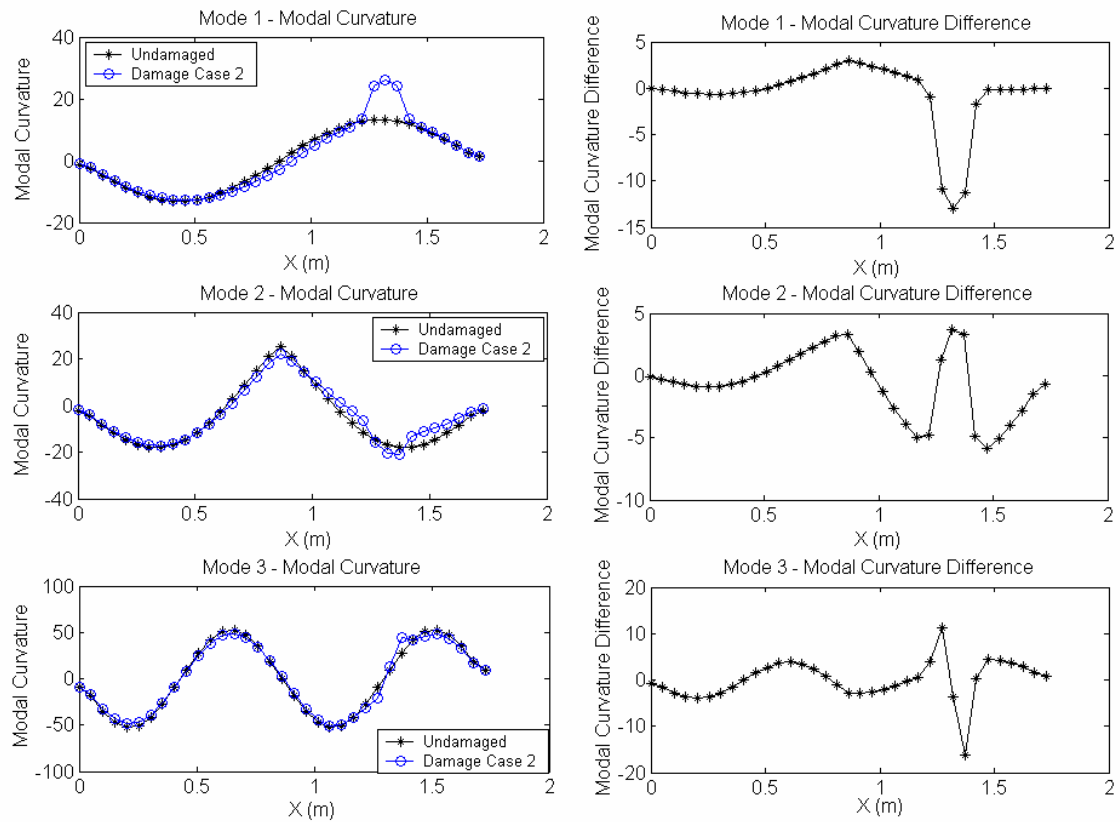 Mode 1 - Modal Curvature
40
20
0
-20
Modal Curvature
Undamaged
Damage Case 2
0 0.5 1 1.5 2
X (m)
Mode 1 - Modal Curvature Difference
5
0
-5
-10
-15
Modal Curvature Difference
0 0.5 1 1.5 2
X (m)
Mode 2 - Modal Curvature
40
20
0
-20
-40
Modal Curvature
Undamaged
Damage Case 2
0 0.5 1 1.5 2
X (m)
Mode 2 - Modal Curvature Difference
5
0
-5
-10
Modal Curvature Difference
0 0.5 1 1.5 2
X (m)
Mode 3 - Modal Curvature
100
50
0
-50
-100
Modal Curvature
Undamaged
Damage Case 2
0 0.5 1 1.5 2
X (m)
Mode 3 - Modal Curvature Difference
20
10
0
-10
-20
Modal Curvature Difference
0 0.5 1 1.5 2
X (m)